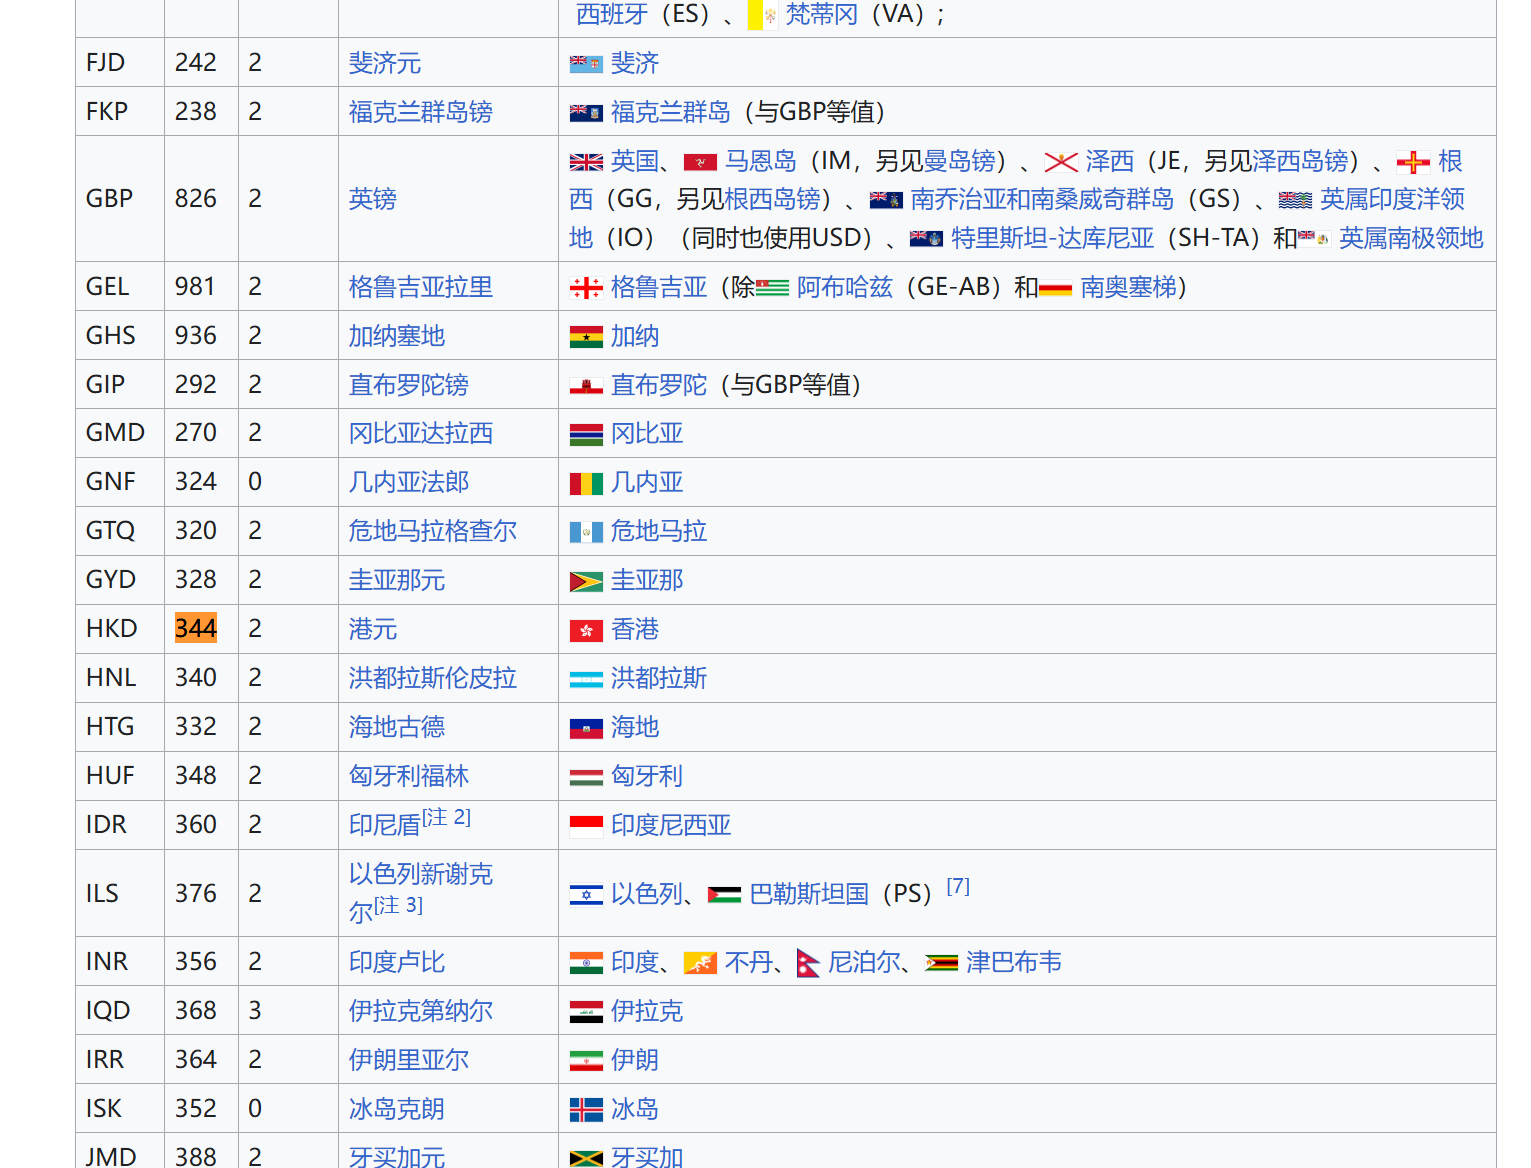 西班牙（ES）、梵蒂冈（VA）；
FJD 242 2 斐济元 斐济
FKP 238 2 福克兰群岛镑 福克兰群岛（与GBP等值）
GBP 826 2 英镑 英国、马恩岛（IM，另见曼岛镑）、泽西（JE，另见泽西岛镑）、根
西（GG，另见根西岛镑）、南乔治亚和南桑威奇群岛（GS）、英属印度洋领
地（IO）（同时也使用USD）、特里斯坦-达库尼亚（SH-TA）和英属南极领地
GEL 981 2 格鲁吉亚拉里 格鲁吉亚（除阿布哈兹（GE-AB）和南奥塞梯）
GHS 936 2 加纳塞地 加纳
GIP 292 2 直布罗陀镑 直布罗陀（与GBP等值）
GMD 270 2 冈比亚达拉西 冈比亚
GNF 324 0 几内亚法郎 几内亚
GTQ 320 2 危地马拉格查尔 危地马拉
GYD 328 2 圭亚那元 圭亚那
HKD 344 2 港元 香港
HNL 340 2 洪都拉斯伦皮拉 洪都拉斯
HTG 332 2 海地古德 海地
HUF 348 2 匈牙利福林 匈牙利
IDR 360 2 印尼盾[注 2] 印度尼西亚
ILS 376 2 以色列新谢克
尔[注 3] 以色列、巴勒斯坦国（PS）[7]
INR 356 2 印度卢比 印度、不丹、尼泊尔、津巴布韦
IQD 368 3 伊拉克第纳尔 伊拉克
IRR 364 2 伊朗里亚尔 伊朗
ISK 352 0 冰岛克朗 冰岛
JMD 388 2 牙买加元 牙买加